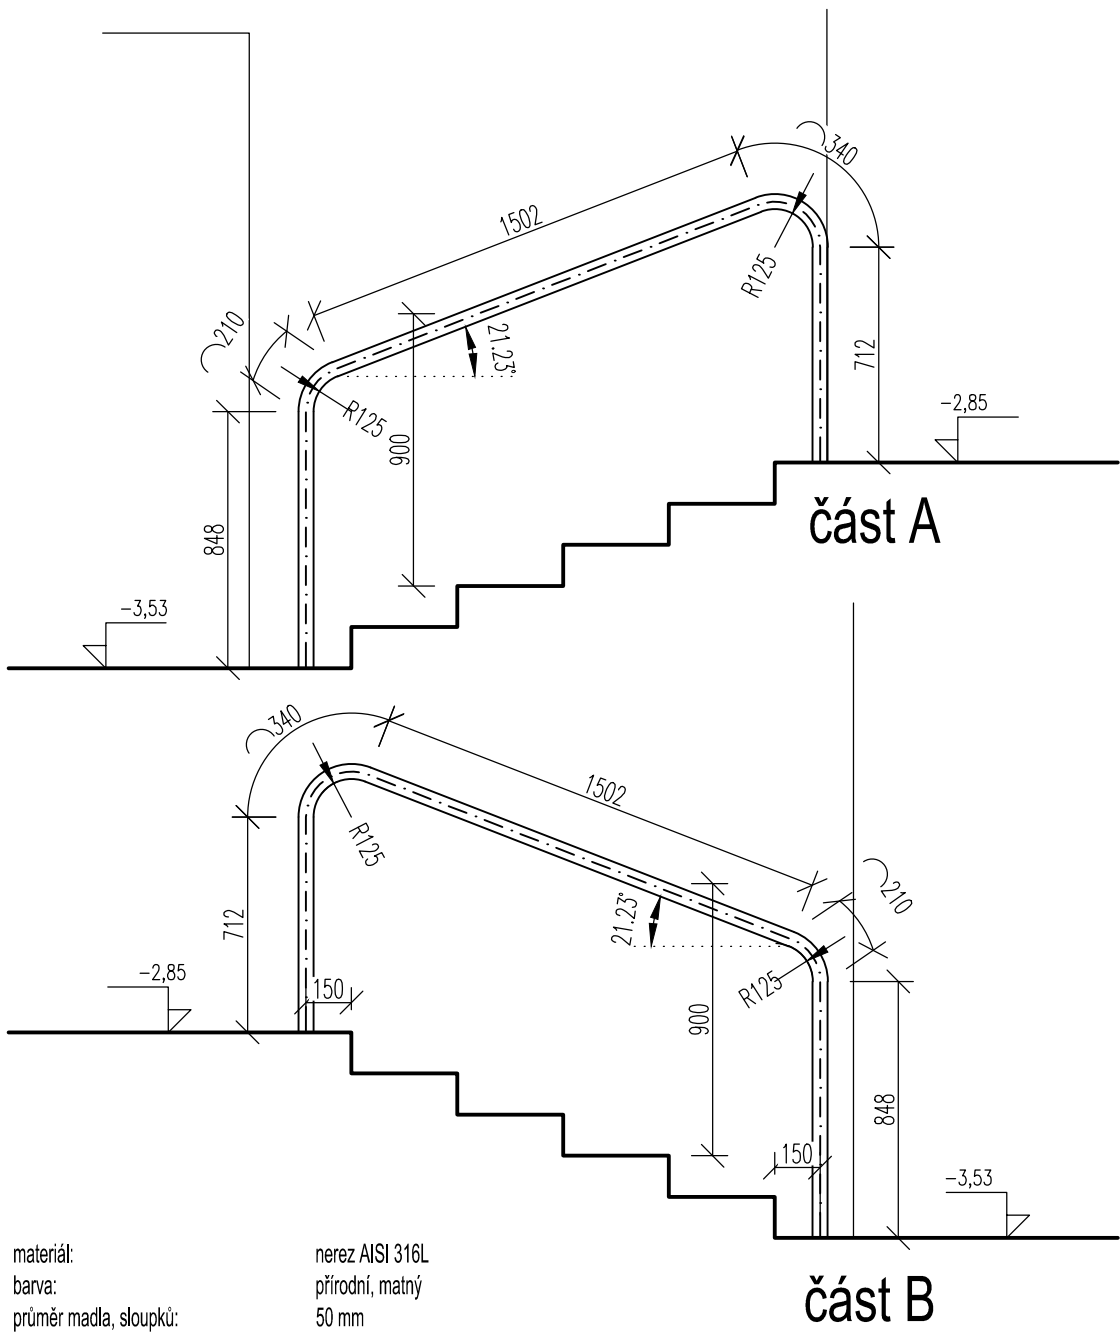 340
1502
R125
21.23°
210
712
R125
-2,85
900
část A
848
-3,53
340
1502
R125
210
21.23°
712
R125
-2,85
150
900
848
150
-3,53
materiál: nerez AISI 316L
barva: přírodní, matný
průměr madla, sloupků: 50 mm
část B